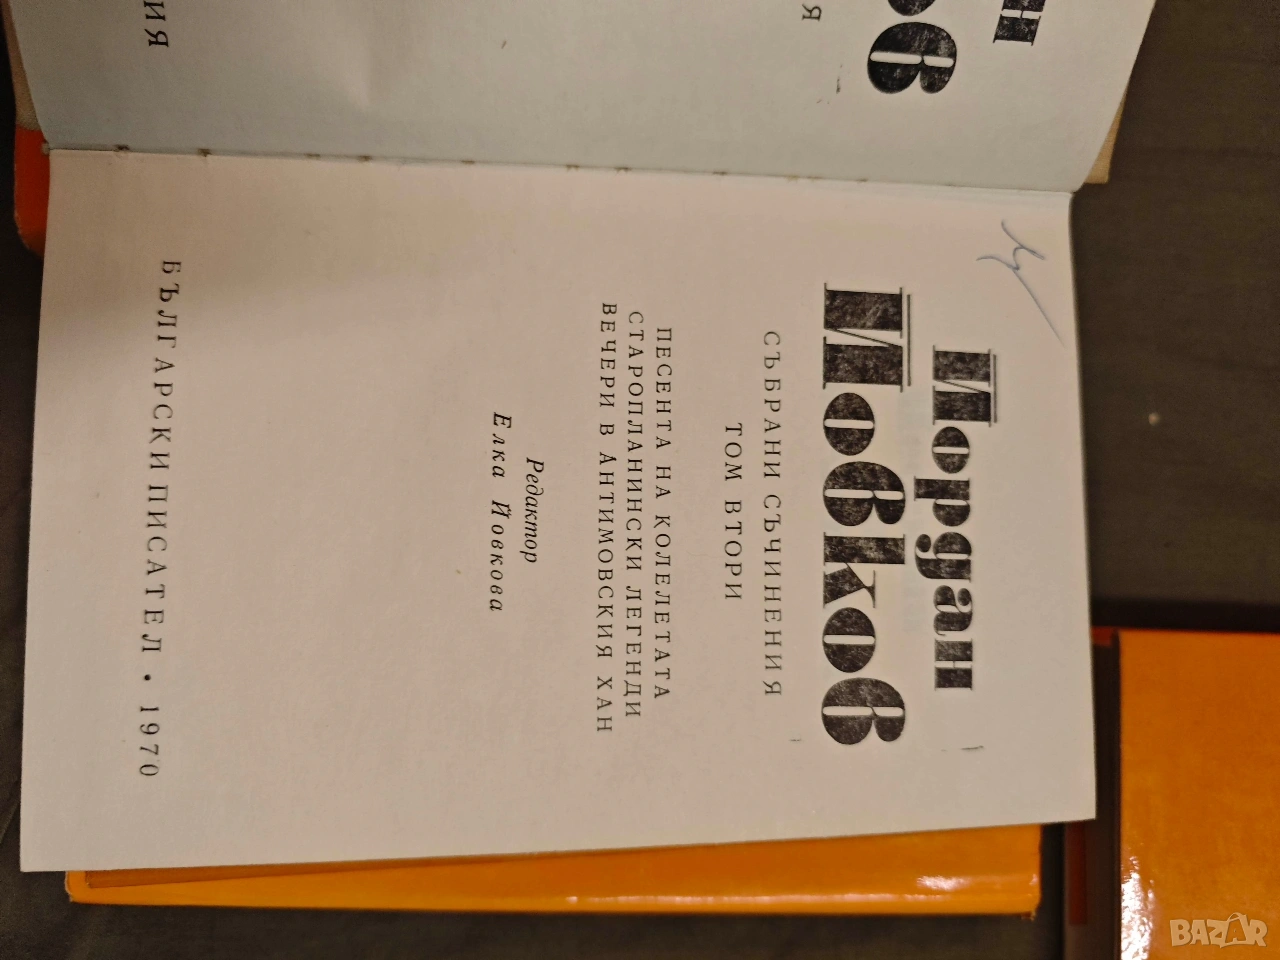 Йордан
Йовков
СЪБРАНИ СЪЧИНЕНИЯ
ТОМ ВТОРИ
ПЕСЕНТА НА КОЛЕЛЕТАТА
СТАРОПЛАНИНСКИ ЛЕГЕНДИ
ВЕЧЕРИ В АНТИМОВСКИЯ ХАН
Редактор
Елка Йовкова
БЪЛГАРСКИ ПИСАТЕЛ • 1970
BAZAR